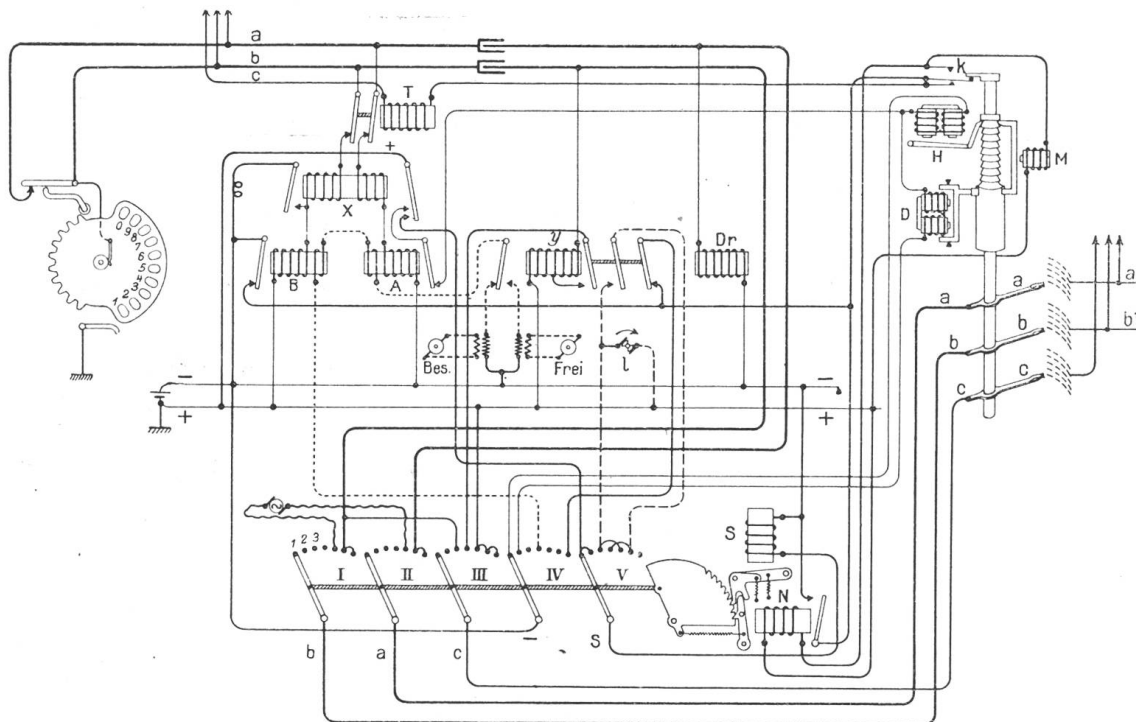 a
b
c
T
k
+
H
M
X
D
0
9
8
7
6
5
4
3
2
1
B
A
y
Dr
a
a
b
b
b'
c
c
Bes.
Frei
l
−
−
+
+
S
1 2 3
I
II
III
IV
V
N
−
S
b
a
c